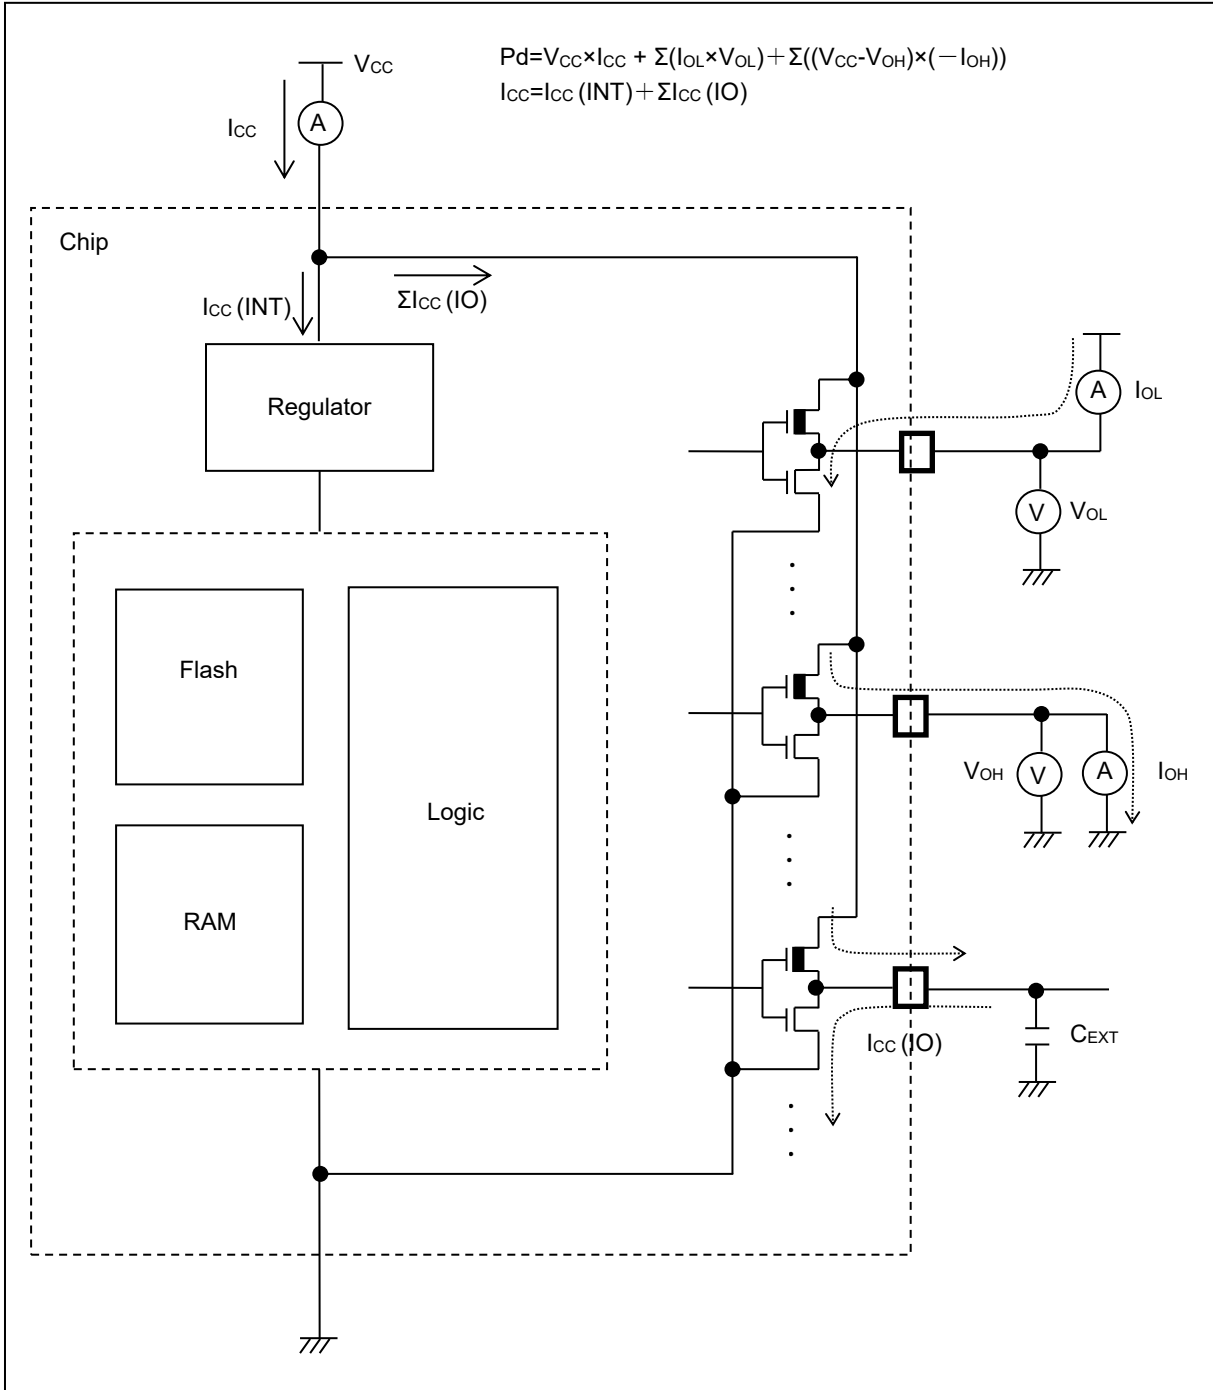 Pd=VCC×ICC + Σ(IOL×VOL)+Σ((VCC-VOH)×(-IOH))
ICC=ICC(INT)+ΣICC(IO)
VCC
A
ICC
Chip
ICC(INT)
ΣICC(IO)
Regulator
A
IOL
V
VOL
Flash
Logic
RAM
VOH
V
A
IOH
ICC(IO)
CEXT